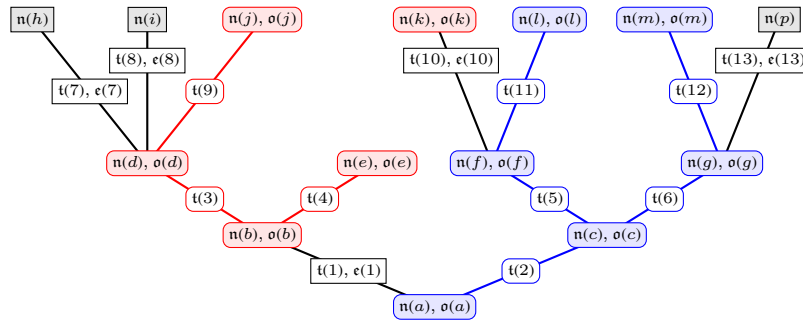 𝔫(h) 𝔫(i) 𝔫(j), 𝔬(j) 𝔫(k), 𝔬(k) 𝔫(l), 𝔬(l) 𝔫(m), 𝔬(m) 𝔫(p)
𝔱(8), 𝔢(8) 𝔱(10), 𝔢(10) 𝔱(13), 𝔢(13)
𝔱(7), 𝔢(7) 𝔱(9) 𝔱(11) 𝔱(12)
𝔫(d), 𝔬(d) 𝔫(e), 𝔬(e) 𝔫(f), 𝔬(f) 𝔫(g), 𝔬(g)
𝔱(3) 𝔱(4) 𝔱(5) 𝔱(6)
𝔫(b), 𝔬(b) 𝔫(c), 𝔬(c)
𝔱(1), 𝔢(1) 𝔱(2)
𝔫(a), 𝔬(a)